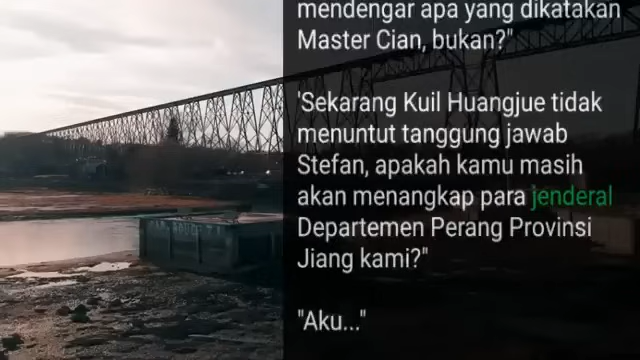 mendengar apa yang dikatakan
Master Cian, bukan?"
'Sekarang Kuil Huangjue tidak
menuntut tanggung jawab
Stefan, apakah kamu masih
akan menangkap para jenderal
Departemen Perang Provinsi
Jiang kami?"
"Aku..."